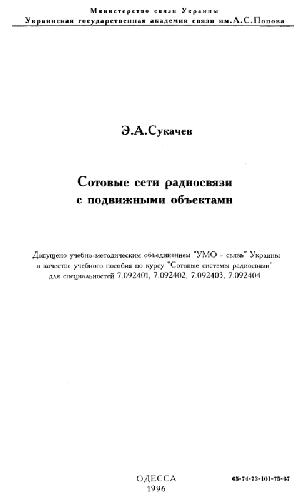 Министерство связи Украины
Украинская государственная академия связи им.А.С.Попова
Э.А.Сукачев
Сотовые сети радиосвязи
с подвижными объектами
Допущено учебно-методическим объединением "УМО - связь" Украины
в качестве учебного пособия по курсу "Сотовые системы радиосвязи"
для специальностей 7.092401, 7.092402, 7.092403, 7.092404
ОДЕССА
1996